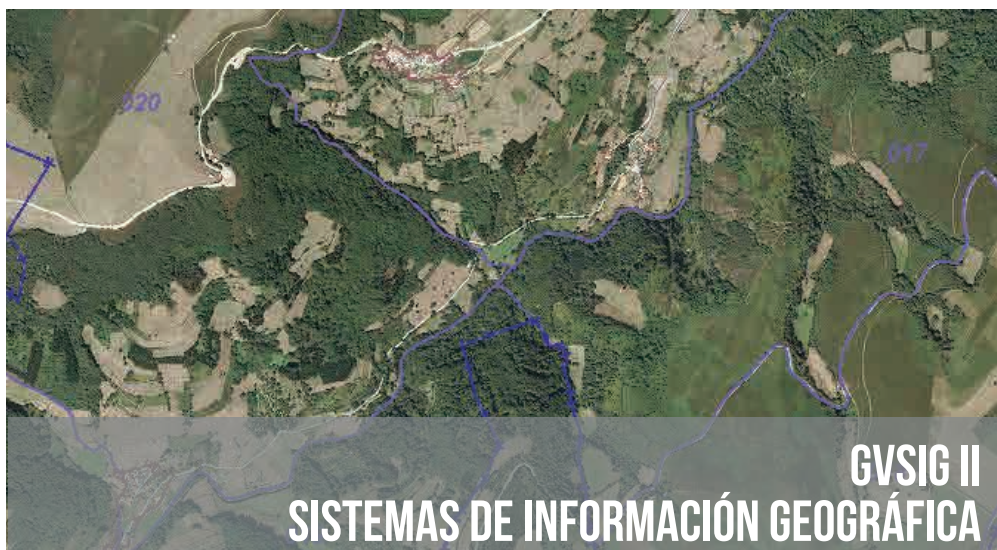 020
017
GVSIG II
SISTEMAS DE INFORMACIÓN GEOGRÁFICA